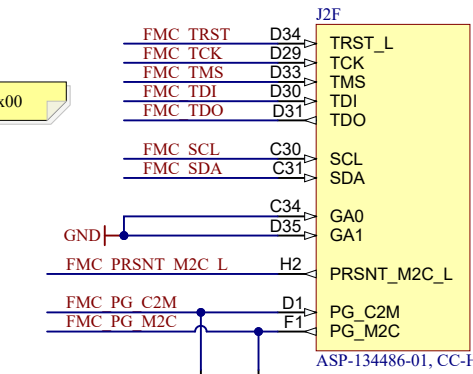 J2F
FMC_TRST D34 TRST_L
FMC_TCK D29 TCK
FMC_TMS D33 TMS
x00
FMC_TDI D30 TDI
FMC_TDO D31 TDO
FMC_SCL C30 SCL
FMC_SDA C31 SDA
C34 GA0
GND D35 GA1
FMC_PRSNT_M2C_L H2 PRSNT_M2C_L
FMC_PG_C2M D1 PG_C2M
FMC_PG_M2C F1 PG_M2C
ASP-134486-01, CC-H